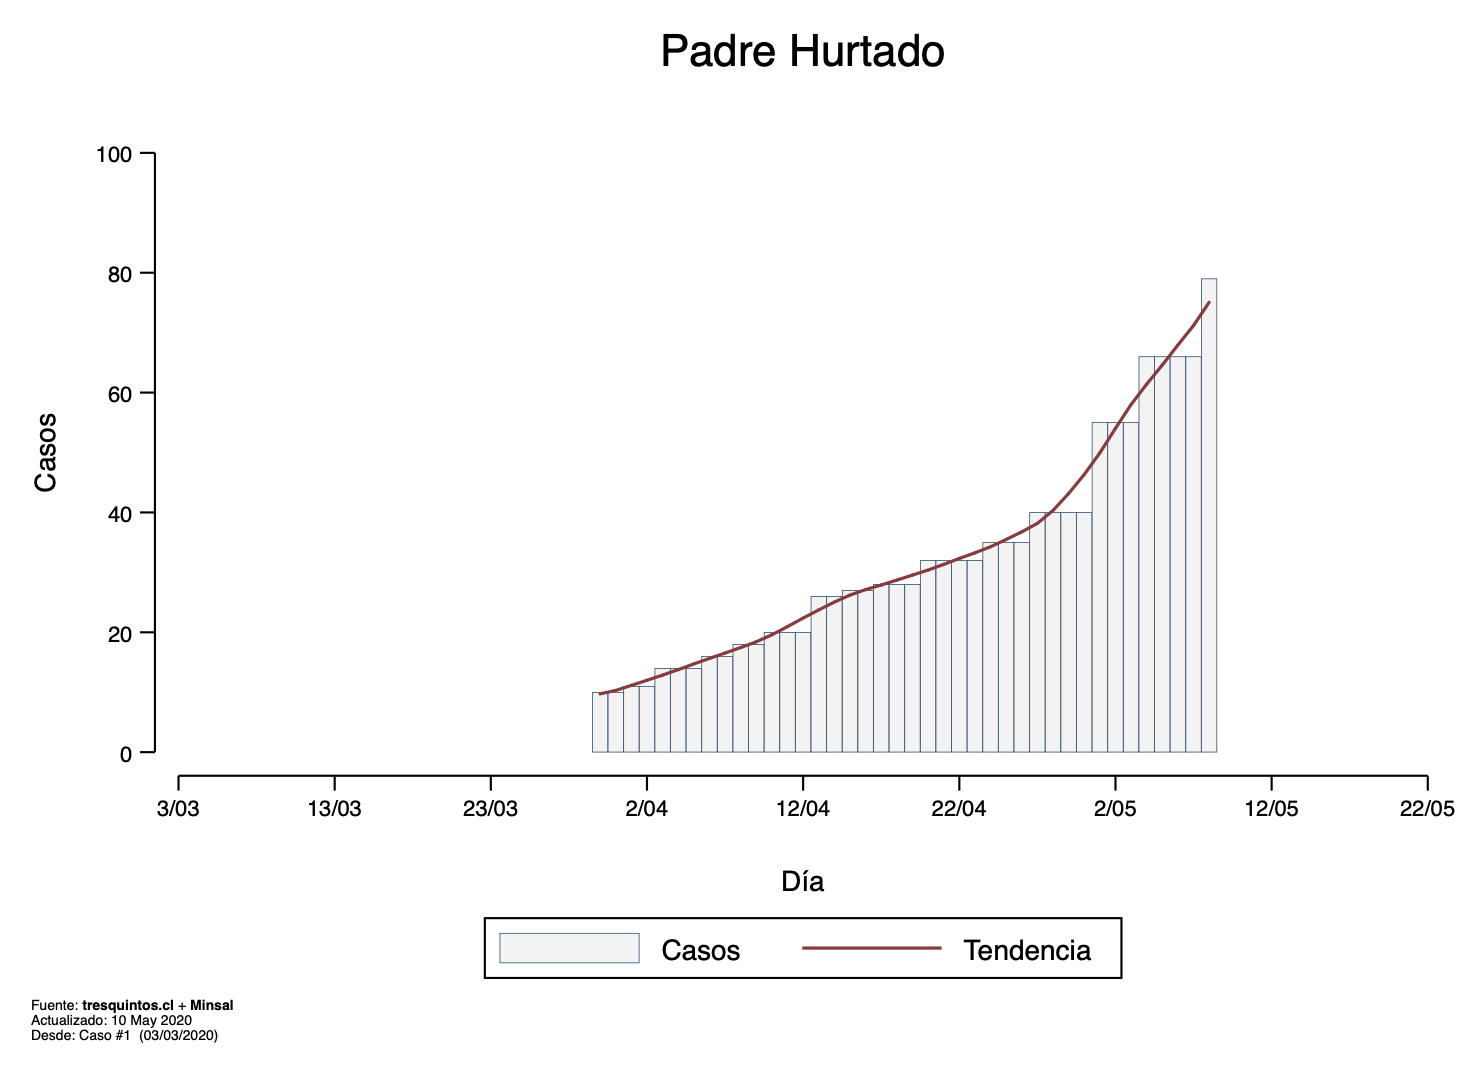 Padre Hurtado
100
80
60
40
20
0
Casos
3/03 13/03 23/03 2/04 12/04 22/04 2/05 12/05 22/05
Día
Casos Tendencia
Fuente: tresquintos.cl + Minsal
Actualizado: 10 May 2020
Desde: Caso #1 (03/03/2020)